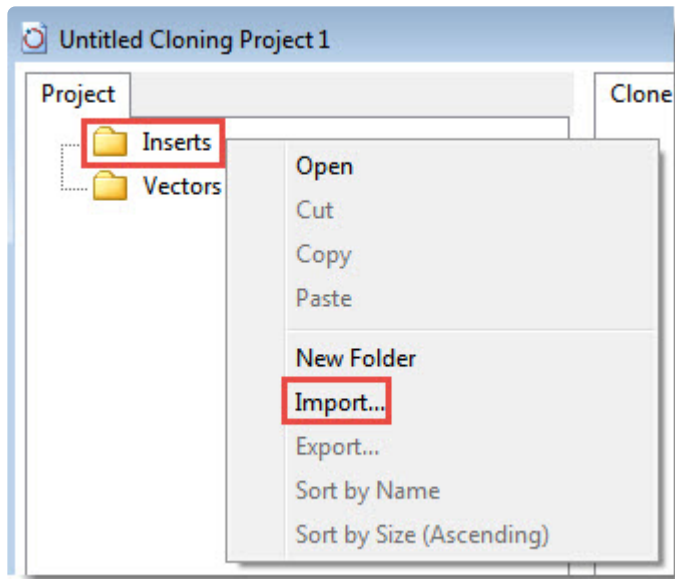 Untitled Cloning Project 1
Project
Clone
Inserts
Vectors
Open
Cut
Copy
Paste
New Folder
Import...
Export...
Sort by Name
Sort by Size (Ascending)